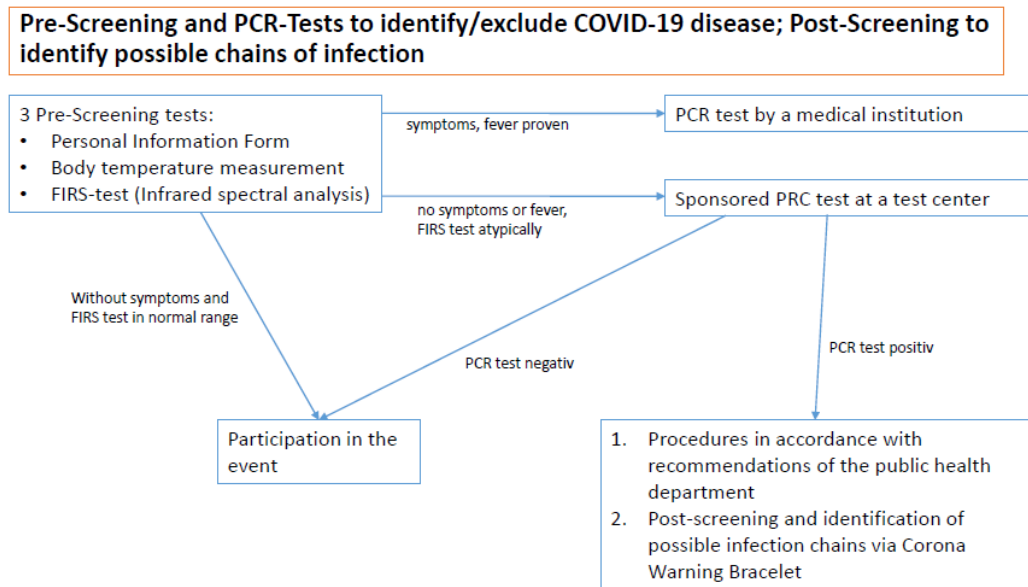 Pre-Screening and PCR-Tests to identify/exclude COVID-19 disease; Post-Screening to
identify possible chains of infection
3 Pre-Screening tests:
• Personal Information Form
• Body temperature measurement
• FIRS-test (Infrared spectral analysis)
symptoms, fever proven
PCR test by a medical institution
no symptoms or fever,
FIRS test atypically
Sponsored PRC test at a test center
Without symptoms and
FIRS test in normal range
PCR test negativ
PCR test positiv
Participation in the
event
1. Procedures in accordance with
recommendations of the public health
department
2. Post-screening and identification of
possible infection chains via Corona
Warning Bracelet